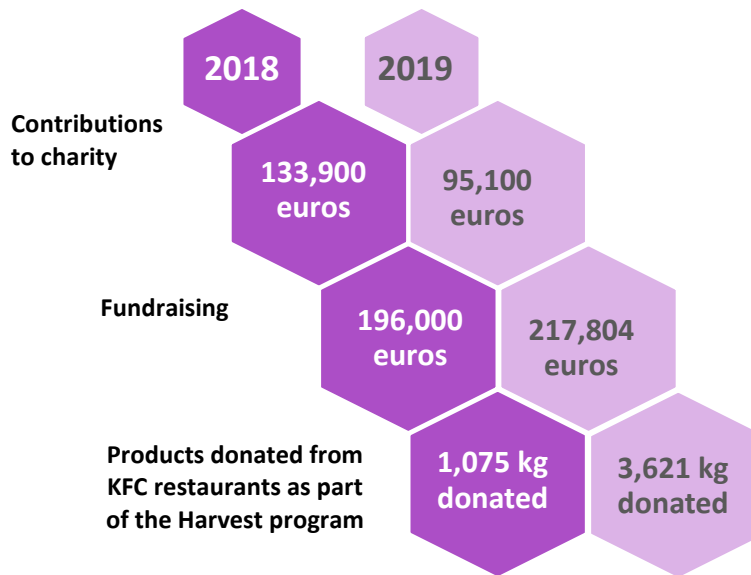 2018
2019
Contributions
to charity
133,900
euros
95,100
euros
Fundraising
196,000
euros
217,804
euros
Products donated from
KFC restaurants as part
of the Harvest program
1,075 kg
donated
3,621 kg
donated